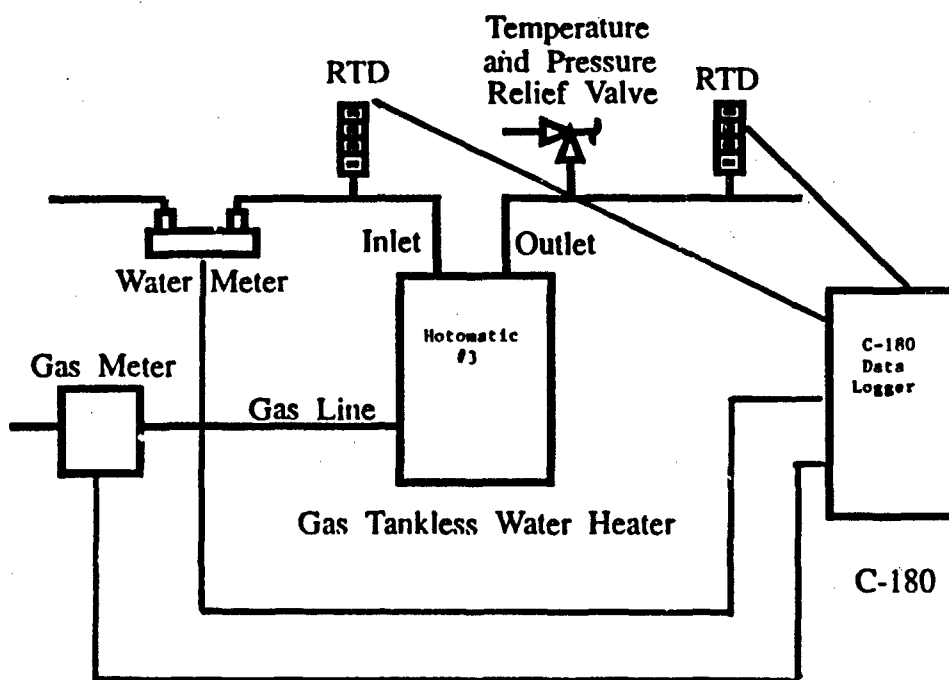 Temperature
and Pressure
Relief Valve
RTD
RTD
Inlet
Outlet
Water Meter
Hotomatic
#3
C-180
Data
Logger
Gas Meter
Gas Line
Gas Tankless Water Heater
C-180